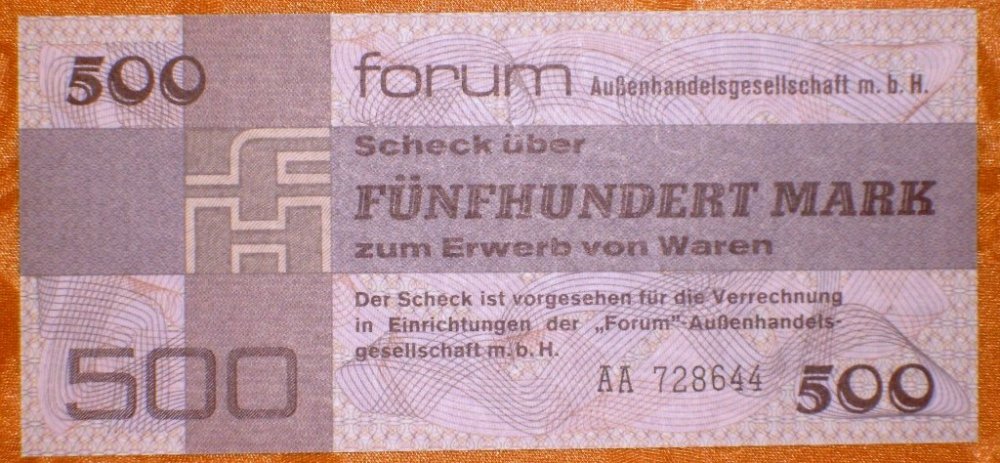 500
forum Außenhandelsgesellschaft m. b. H.
Scheck über
FÜNFHUNDERT MARK
zum Erwerb von Waren
Der Scheck ist vorgesehen für die Verrechnung
in Einrichtungen der „Forum"-Außenhandels-
gesellschaft m. b. H.
500
AA 728644
500